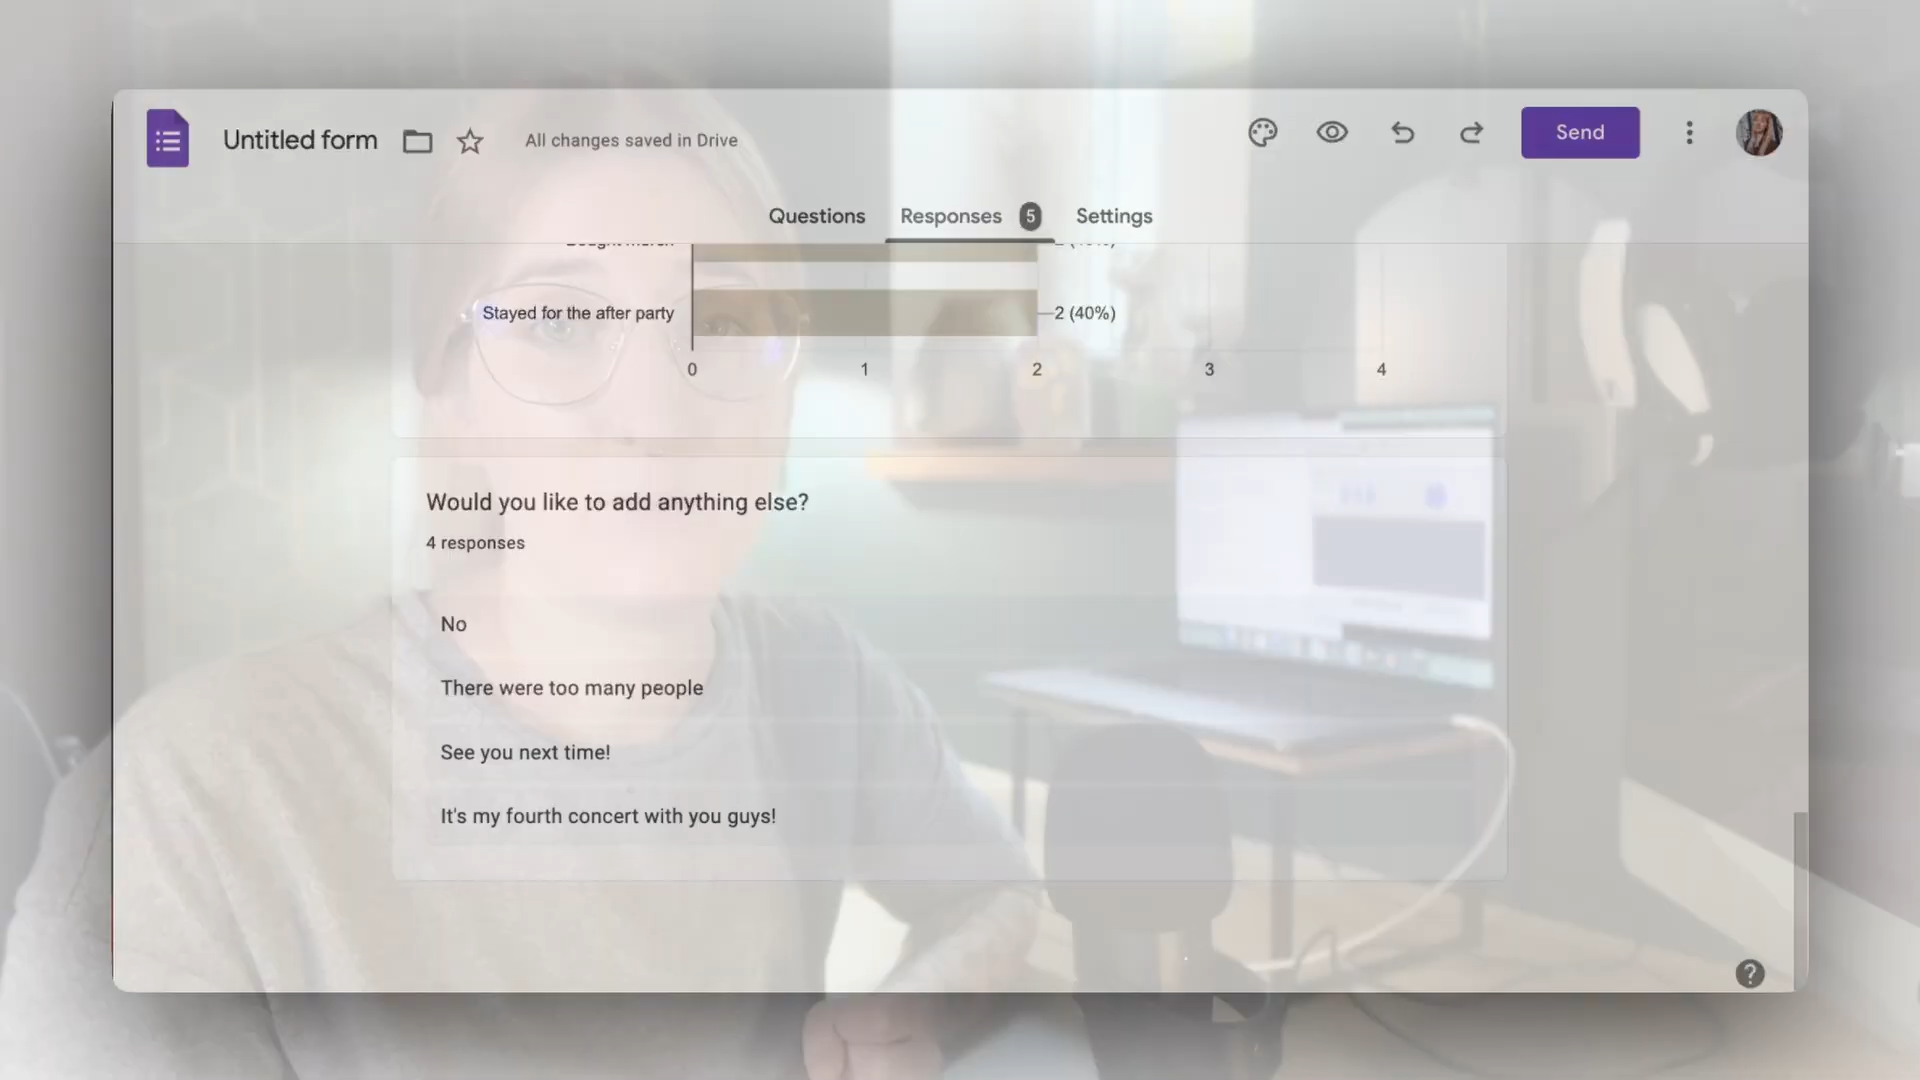 Untitled form
All changes saved in Drive
Send
Questions
Responses 5
Settings
Stayed for the after party
2 (40%)
0 1 2 3 4
Would you like to add anything else?
4 responses
No
There were too many people
See you next time!
It's my fourth concert with you guys!